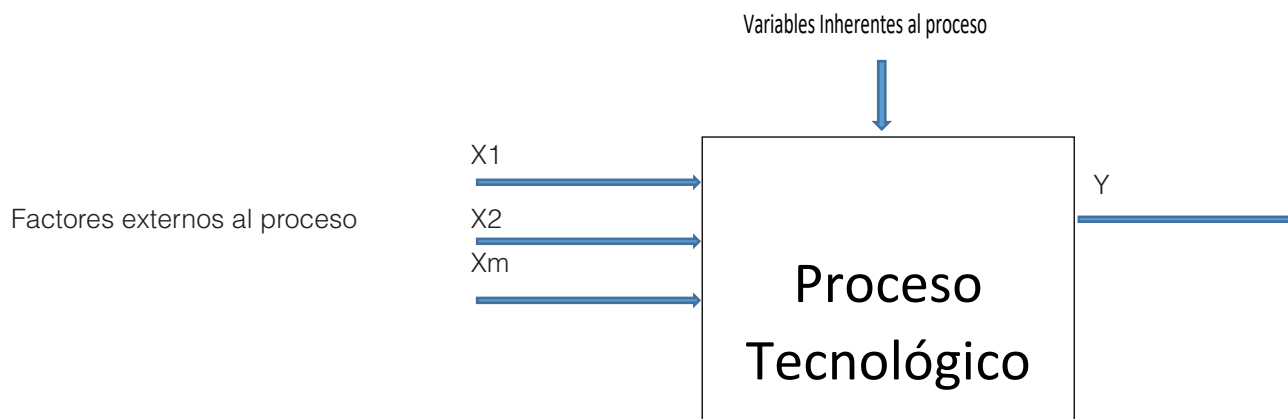 Variables Inherentes al proceso
X1
Y
Factores externos al proceso
X2
Xm
Proceso
Tecnológico